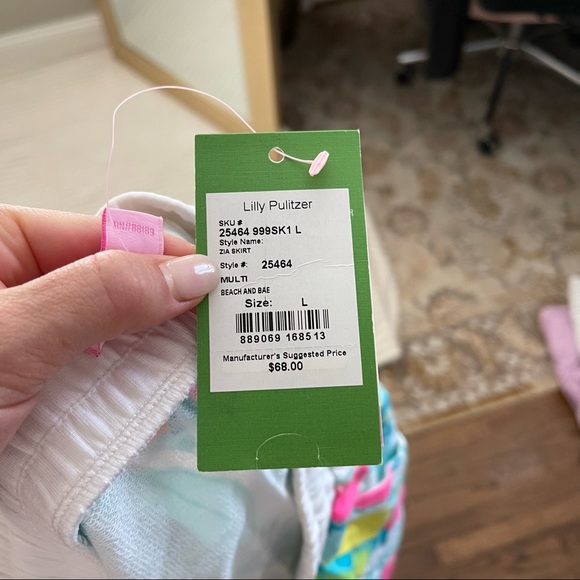 Lilly Pulitzer
SKU #
25464 999SK1 L
Style Name:
ZIA SKIRT
Style #: 25464
MULTI
BEACH AND BAE
Size: L
889069 168513
Manufacturer's Suggested Price
$68.00